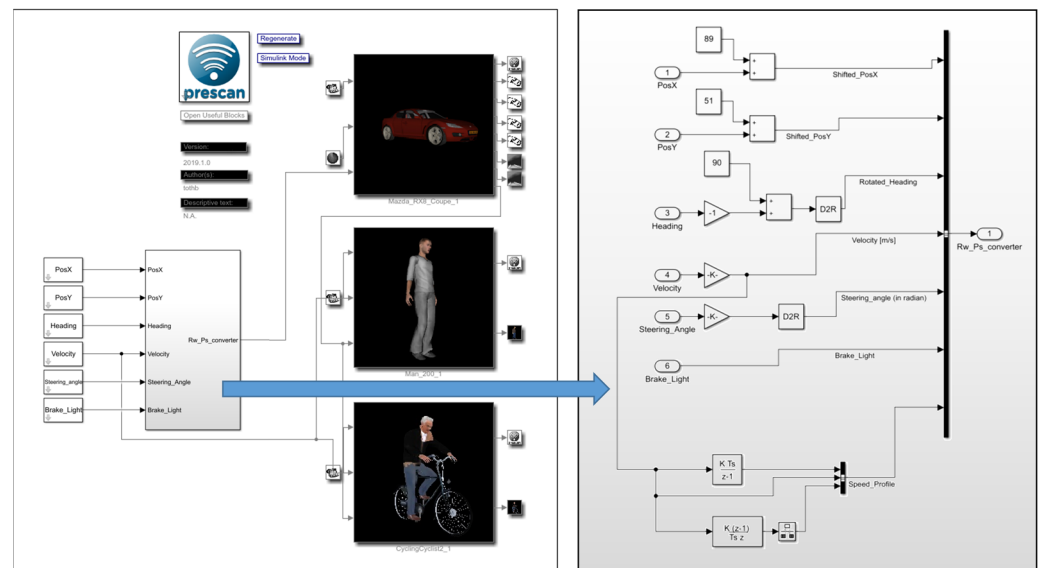 Regenerate
Simulink Mode
prescan
Open Useful Blocks
Version:
2019.1.0
Author(s):
tothb
Descriptive text:
N.A.
Mazda_RX8_Coupe_1
Man_200_1
CyclingCyclist2_1
PosX
PosY
Heading
Velocity
Steering_angle
Brake_Light
PosX
PosY
Heading
Velocity
Steering_Angle
Brake_Light
Rw_Ps_converter
89
1
PosX
+
+
Shifted_PosX
51
2
PosY
+
+
Shifted_PosY
90
3
Heading
-1
+
+
D2R
Rotated_Heading
4
Velocity
-K-
Velocity [m/s]
1
Rw_Ps_converter
5
Steering_Angle
-K-
D2R
Steering_angle (in radian)
6
Brake_Light
Brake_Light
K Ts
z-1
Speed_Profile
K (z-1)
Ts z